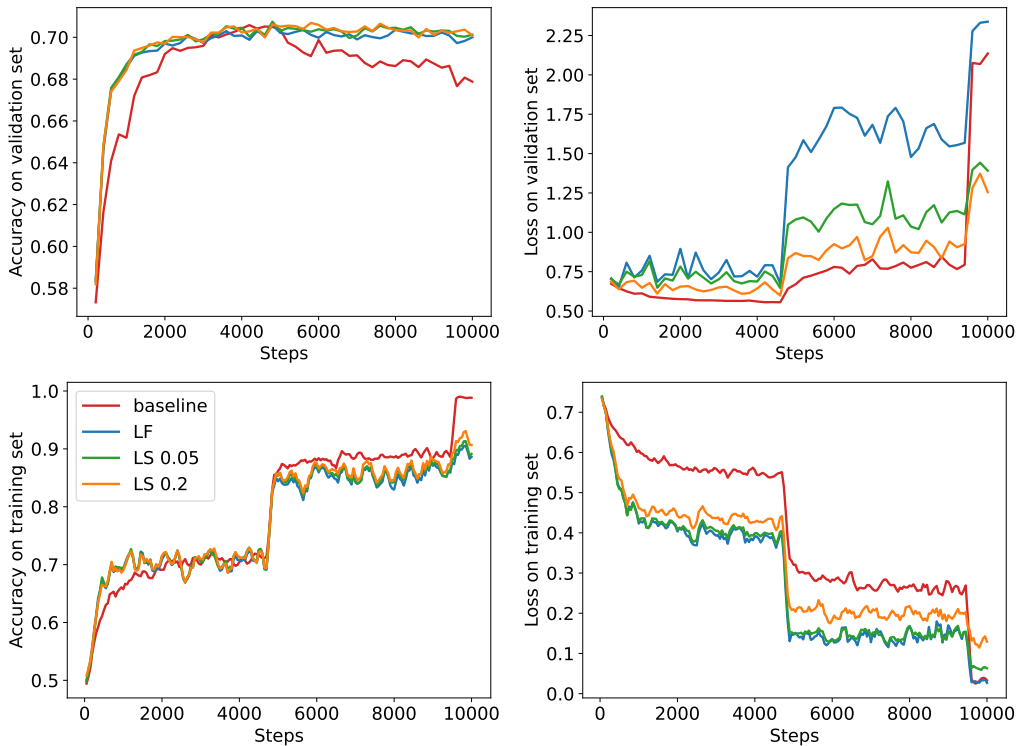 Accuracy on validation set
0.70
0.68
0.66
0.64
0.62
0.60
0.58
0 2000 4000 6000 8000 10000
Steps
Loss on validation set
2.25
2.00
1.75
1.50
1.25
1.00
0.75
0.50
0 2000 4000 6000 8000 10000
Steps
Accuracy on training set
1.0
0.9
0.8
0.7
0.6
0.5
baseline
LF
LS 0.05
LS 0.2
0 2000 4000 6000 8000 10000
Steps
Loss on training set
0.7
0.6
0.5
0.4
0.3
0.2
0.1
0.0
0 2000 4000 6000 8000 10000
Steps